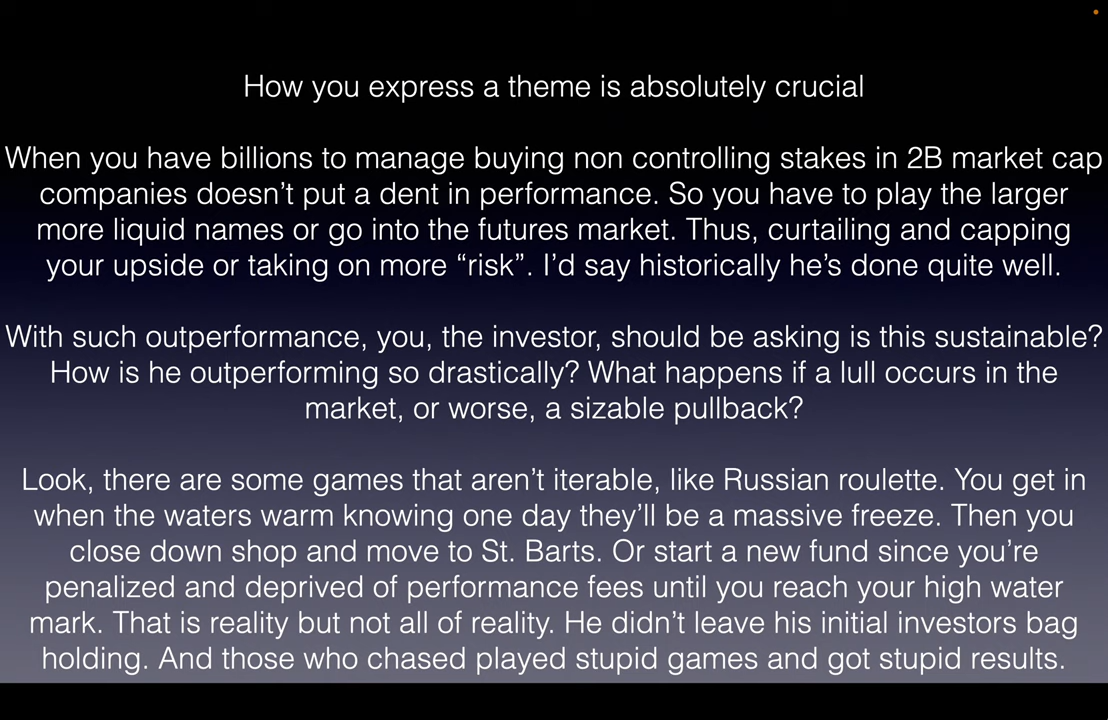 How you express a theme is absolutely crucial
When you have billions to manage buying non controlling stakes in 2B market cap
companies doesn’t put a dent in performance. So you have to play the larger
more liquid names or go into the futures market. Thus, curtailing and capping
your upside or taking on more “risk”. I’d say historically he’s done quite well.
With such outperformance, you, the investor, should be asking is this sustainable?
How is he outperforming so drastically? What happens if a lull occurs in the
market, or worse, a sizable pullback?
Look, there are some games that aren’t iterable, like Russian roulette. You get in
when the waters warm knowing one day they’ll be a massive freeze. Then you
close down shop and move to St. Barts. Or start a new fund since you’re
penalized and deprived of performance fees until you reach your high water
mark. That is reality but not all of reality. He didn’t leave his initial investors bag
holding. And those who chased played stupid games and got stupid results.